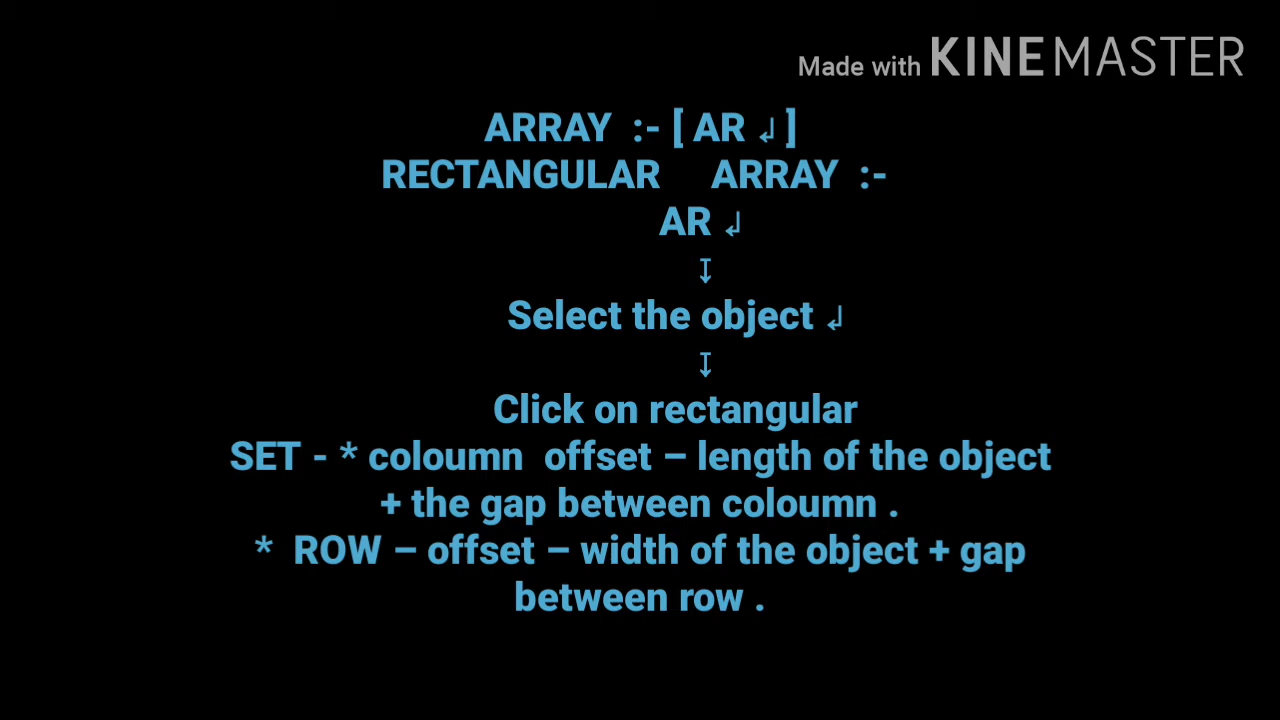 Made with KINEMASTER
ARRAY :- [ AR ↲ ]
RECTANGULAR ARRAY :-
AR ↲
↧
Select the object ↲
↧
Click on rectangular
SET - * coloumn offset – length of the object
+ the gap between coloumn .
* ROW – offset – width of the object + gap
between row .